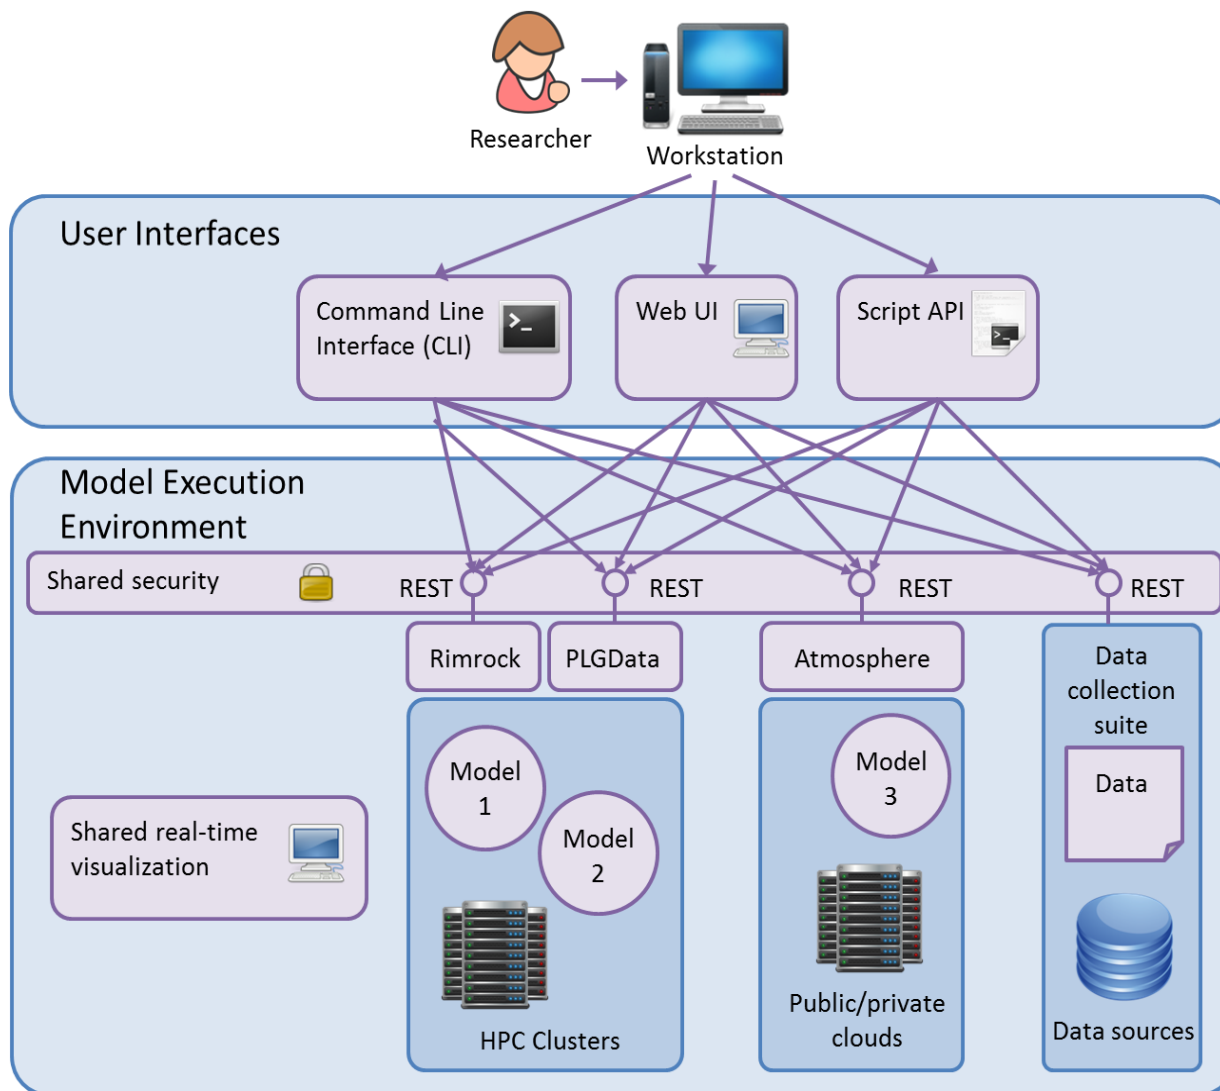 Researcher
Workstation
User Interfaces
Command Line
Interface (CLI)
>_
Web UI
Script API
>_
Model Execution
Environment
Shared security
REST
REST
REST
REST
Rimrock
PLGData
Atmosphere
Data
collection
suite
Model
1
Model
2
Model
3
Data
Shared real-time
visualization
HPC Clusters
Public/private
clouds
Data sources